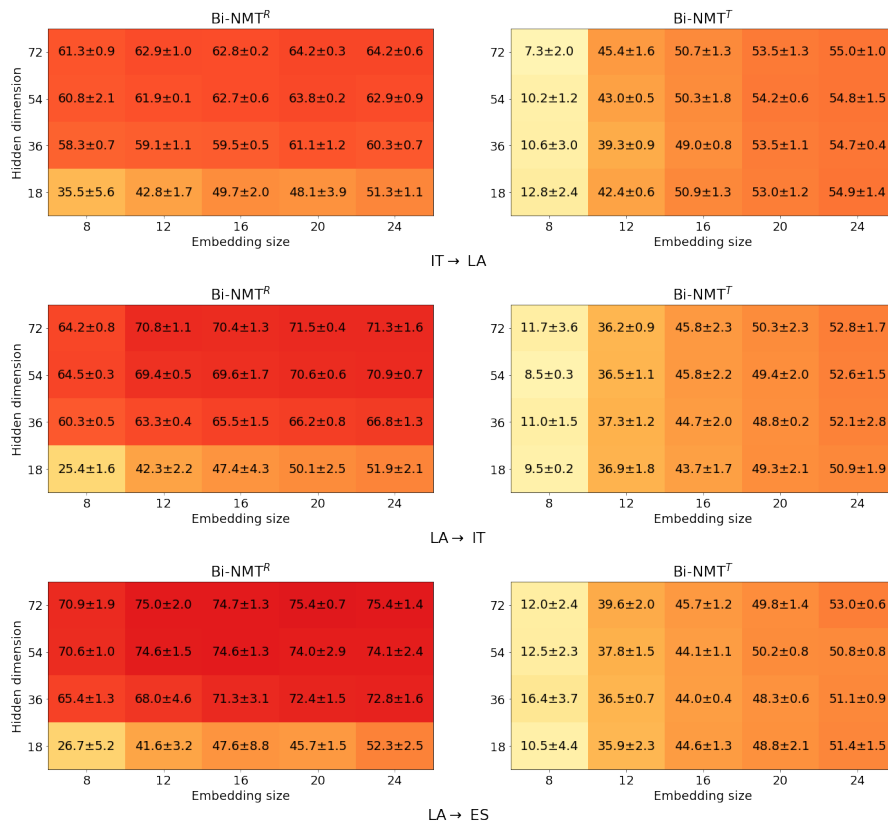 Bi-NMT^R
Hidden dimension
72 61.3±0.9 62.9±1.0 62.8±0.2 64.2±0.3 64.2±0.6
54 60.8±2.1 61.9±0.1 62.7±0.6 63.8±0.2 62.9±0.9
36 58.3±0.7 59.1±1.1 59.5±0.5 61.1±1.2 60.3±0.7
18 35.5±5.6 42.8±1.7 49.7±2.0 48.1±3.9 51.3±1.1
8 12 16 20 24
Embedding size
Bi-NMT^T
72 7.3±2.0 45.4±1.6 50.7±1.3 53.5±1.3 55.0±1.0
54 10.2±1.2 43.0±0.5 50.3±1.8 54.2±0.6 54.8±1.5
36 10.6±3.0 39.3±0.9 49.0±0.8 53.5±1.1 54.7±0.4
18 12.8±2.4 42.4±0.6 50.9±1.3 53.0±1.2 54.9±1.4
8 12 16 20 24
Embedding size
IT → LA
Bi-NMT^R
Hidden dimension
72 64.2±0.8 70.8±1.1 70.4±1.3 71.5±0.4 71.3±1.6
54 64.5±0.3 69.4±0.5 69.6±1.7 70.6±0.6 70.9±0.7
36 60.3±0.5 63.3±0.4 65.5±1.5 66.2±0.8 66.8±1.3
18 25.4±1.6 42.3±2.2 47.4±4.3 50.1±2.5 51.9±2.1
8 12 16 20 24
Embedding size
Bi-NMT^T
72 11.7±3.6 36.2±0.9 45.8±2.3 50.3±2.3 52.8±1.7
54 8.5±0.3 36.5±1.1 45.8±2.2 49.4±2.0 52.6±1.5
36 11.0±1.5 37.3±1.2 44.7±2.0 48.8±0.2 52.1±2.8
18 9.5±0.2 36.9±1.8 43.7±1.7 49.3±2.1 50.9±1.9
8 12 16 20 24
Embedding size
LA → IT
Bi-NMT^R
Hidden dimension
72 70.9±1.9 75.0±2.0 74.7±1.3 75.4±0.7 75.4±1.4
54 70.6±1.0 74.6±1.5 74.6±1.3 74.0±2.9 74.1±2.4
36 65.4±1.3 68.0±4.6 71.3±3.1 72.4±1.5 72.8±1.6
18 26.7±5.2 41.6±3.2 47.6±8.8 45.7±1.5 52.3±2.5
8 12 16 20 24
Embedding size
Bi-NMT^T
72 12.0±2.4 39.6±2.0 45.7±1.2 49.8±1.4 53.0±0.6
54 12.5±2.3 37.8±1.5 44.1±1.1 50.2±0.8 50.8±0.8
36 16.4±3.7 36.5±0.7 44.0±0.4 48.3±0.6 51.1±0.9
18 10.5±4.4 35.9±2.3 44.6±1.3 48.8±2.1 51.4±1.5
8 12 16 20 24
Embedding size
LA → ES